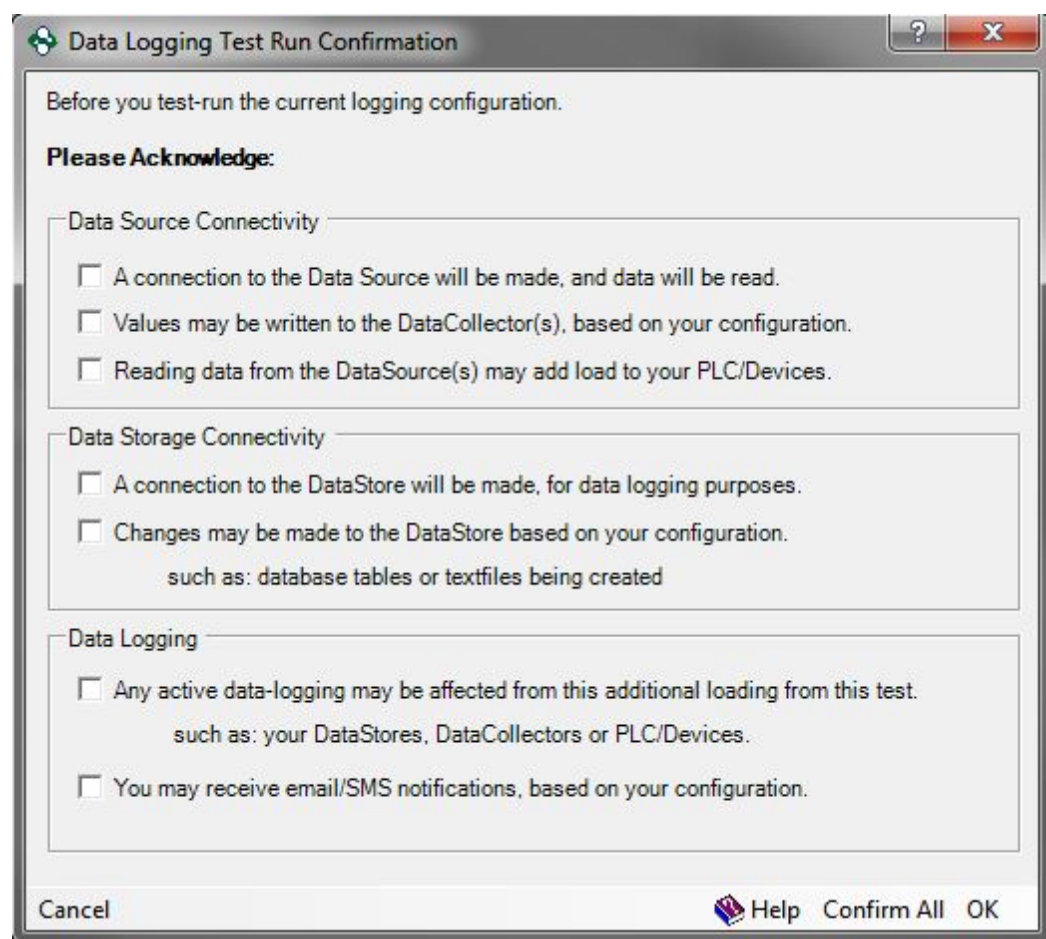 Data Logging Test Run Confirmation
?
X
Before you test-run the current logging configuration.
Please Acknowledge:
Data Source Connectivity
A connection to the Data Source will be made, and data will be read.
Values may be written to the DataCollector(s), based on your configuration.
Reading data from the DataSource(s) may add load to your PLC/Devices.
Data Storage Connectivity
A connection to the DataStore will be made, for data logging purposes.
Changes may be made to the DataStore based on your configuration.
such as: database tables or textfiles being created
Data Logging
Any active data-logging may be affected from this additional loading from this test.
such as: your DataStores, DataCollectors or PLC/Devices.
You may receive email/SMS notifications, based on your configuration.
Cancel Help Confirm All OK